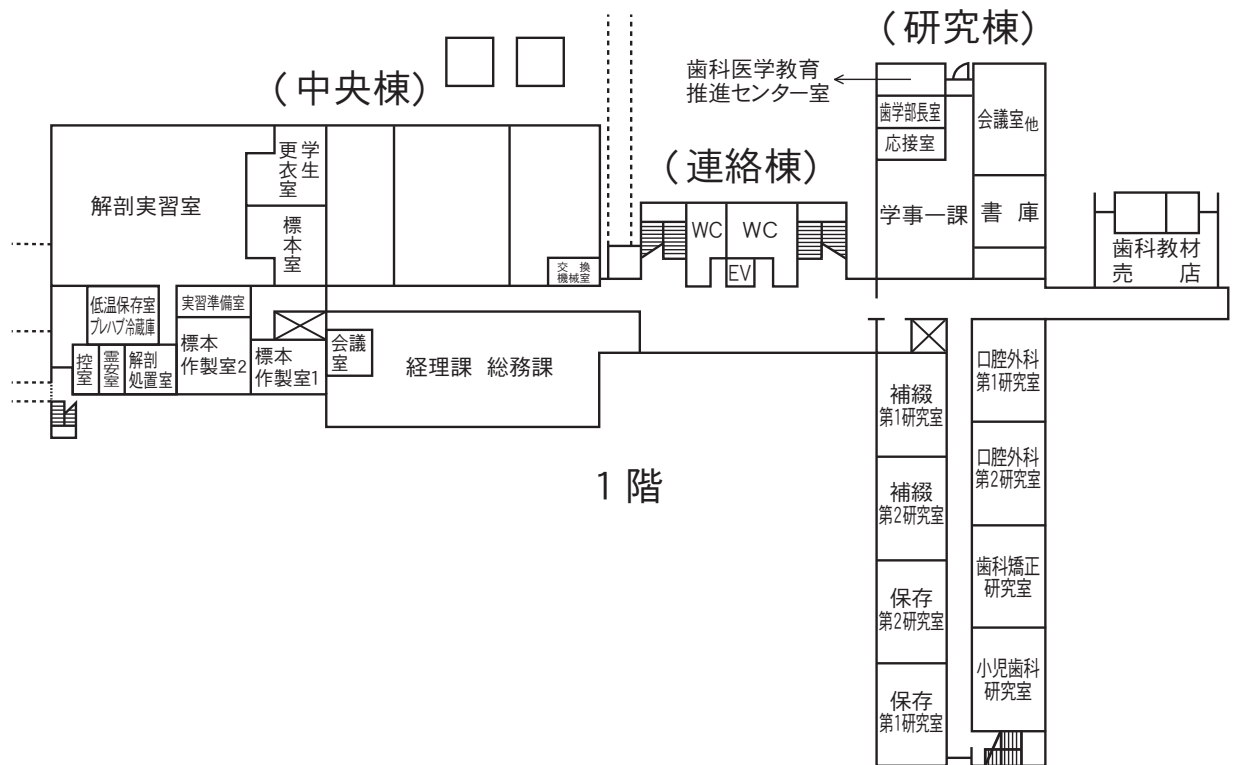 (研究棟)
(中央棟)
歯科医学教育
推進センター室
歯学部長室
応接室
会議室他
(連絡棟)
学生
更衣室
解剖実習室
標本室
WC
WC
EV
学事一課
書 庫
交 換
機械室
歯科教材
売 店
低温保存室
プレハブ冷蔵庫
実習準備室
控室
霊安室
解剖
処置室
標本
作製室2
標本
作製室1
会議
室
経理課 総務課
1階
補綴
第1研究室
補綴
第2研究室
保存
第2研究室
保存
第1研究室
口腔外科
第1研究室
口腔外科
第2研究室
歯科矯正
研究室
小児歯科
研究室